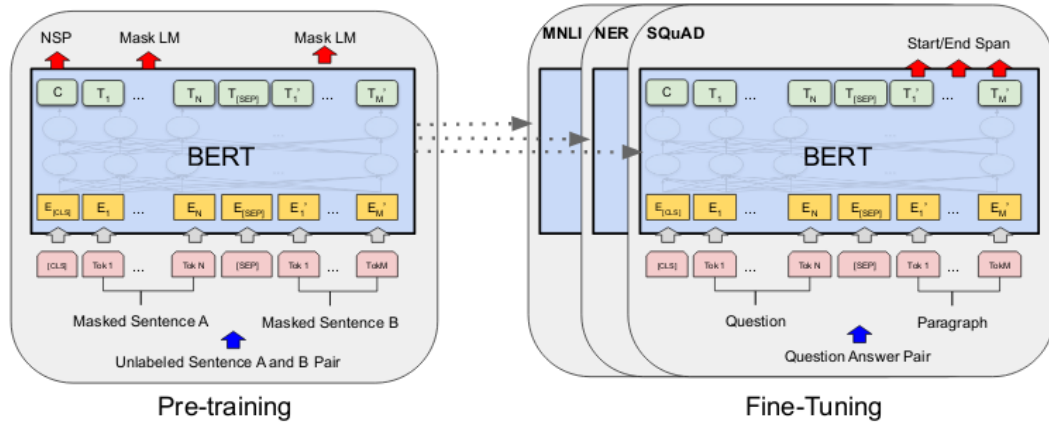 NSP Mask LM Mask LM
C T1 ... TN T[SEP] T1' ... TM'
BERT
E[CLS] E1 ... EN E[SEP] E1' ... EM'
[CLS] Tok 1 ... Tok N [SEP] Tok 1 ... TokM
Masked Sentence A Masked Sentence B
Unlabeled Sentence A and B Pair
Pre-training
MNLI NER SQuAD
Start/End Span
C T1 ... TN T[SEP] T1' ... TM'
BERT
E[CLS] E1 ... EN E[SEP] E1' ... EM'
[CLS] Tok 1 ... Tok N [SEP] Tok 1 ... TokM
Question Paragraph
Question Answer Pair
Fine-Tuning